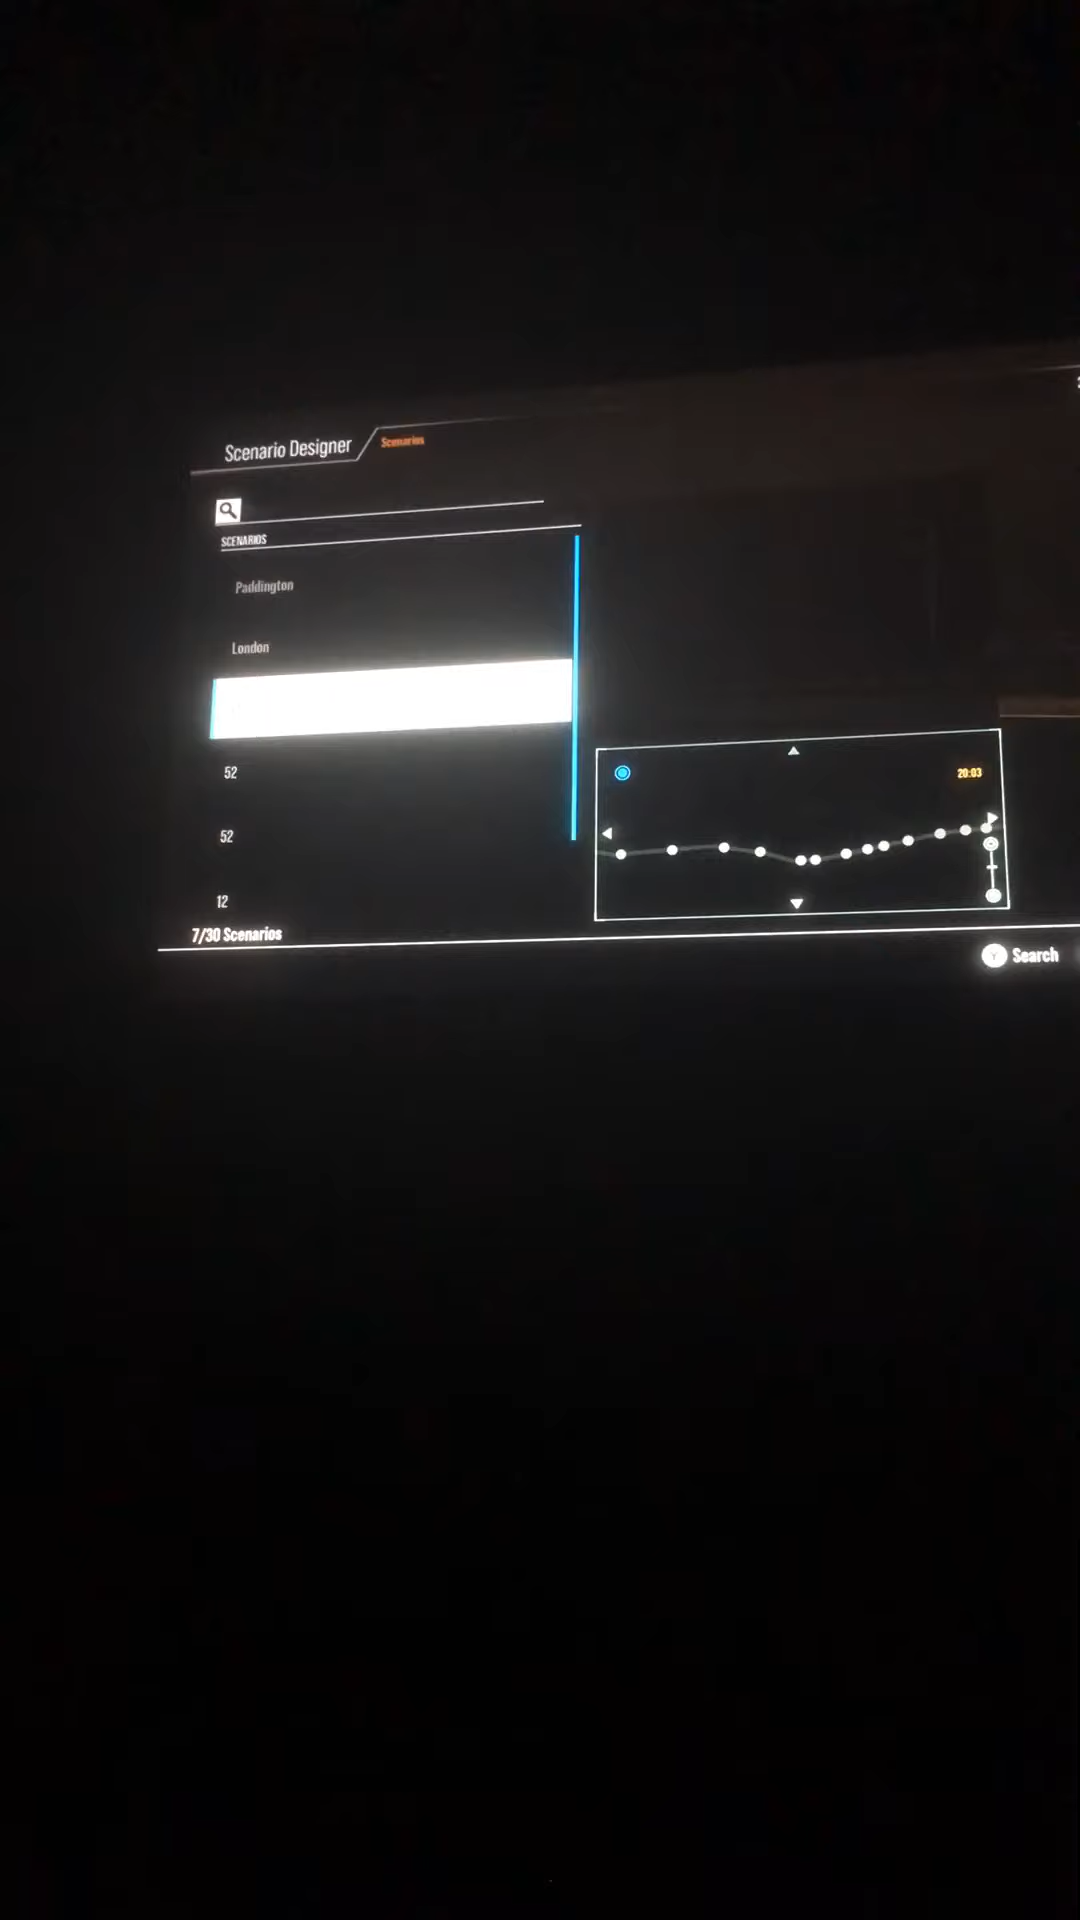 Scenario Designer
Scenarios
SCENARIOS
Paddington
London
52
52
12
7/30 Scenarios
20:03
Y Search